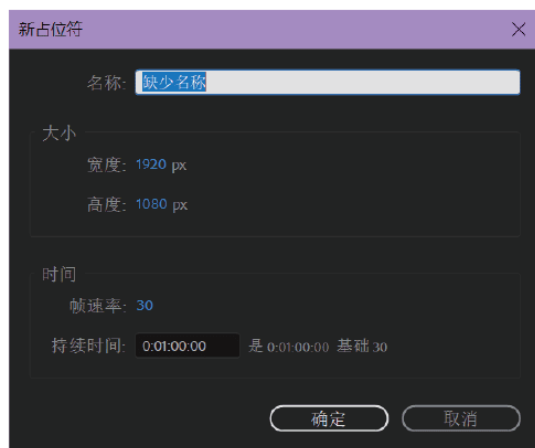 新占位符
名称: 缺少名称
大小
宽度: 1920 px
高度: 1080 px
时间
帧速率: 30
持续时间: 0:01:00:00 是 0:01:00:00 基础 30
确定 取消